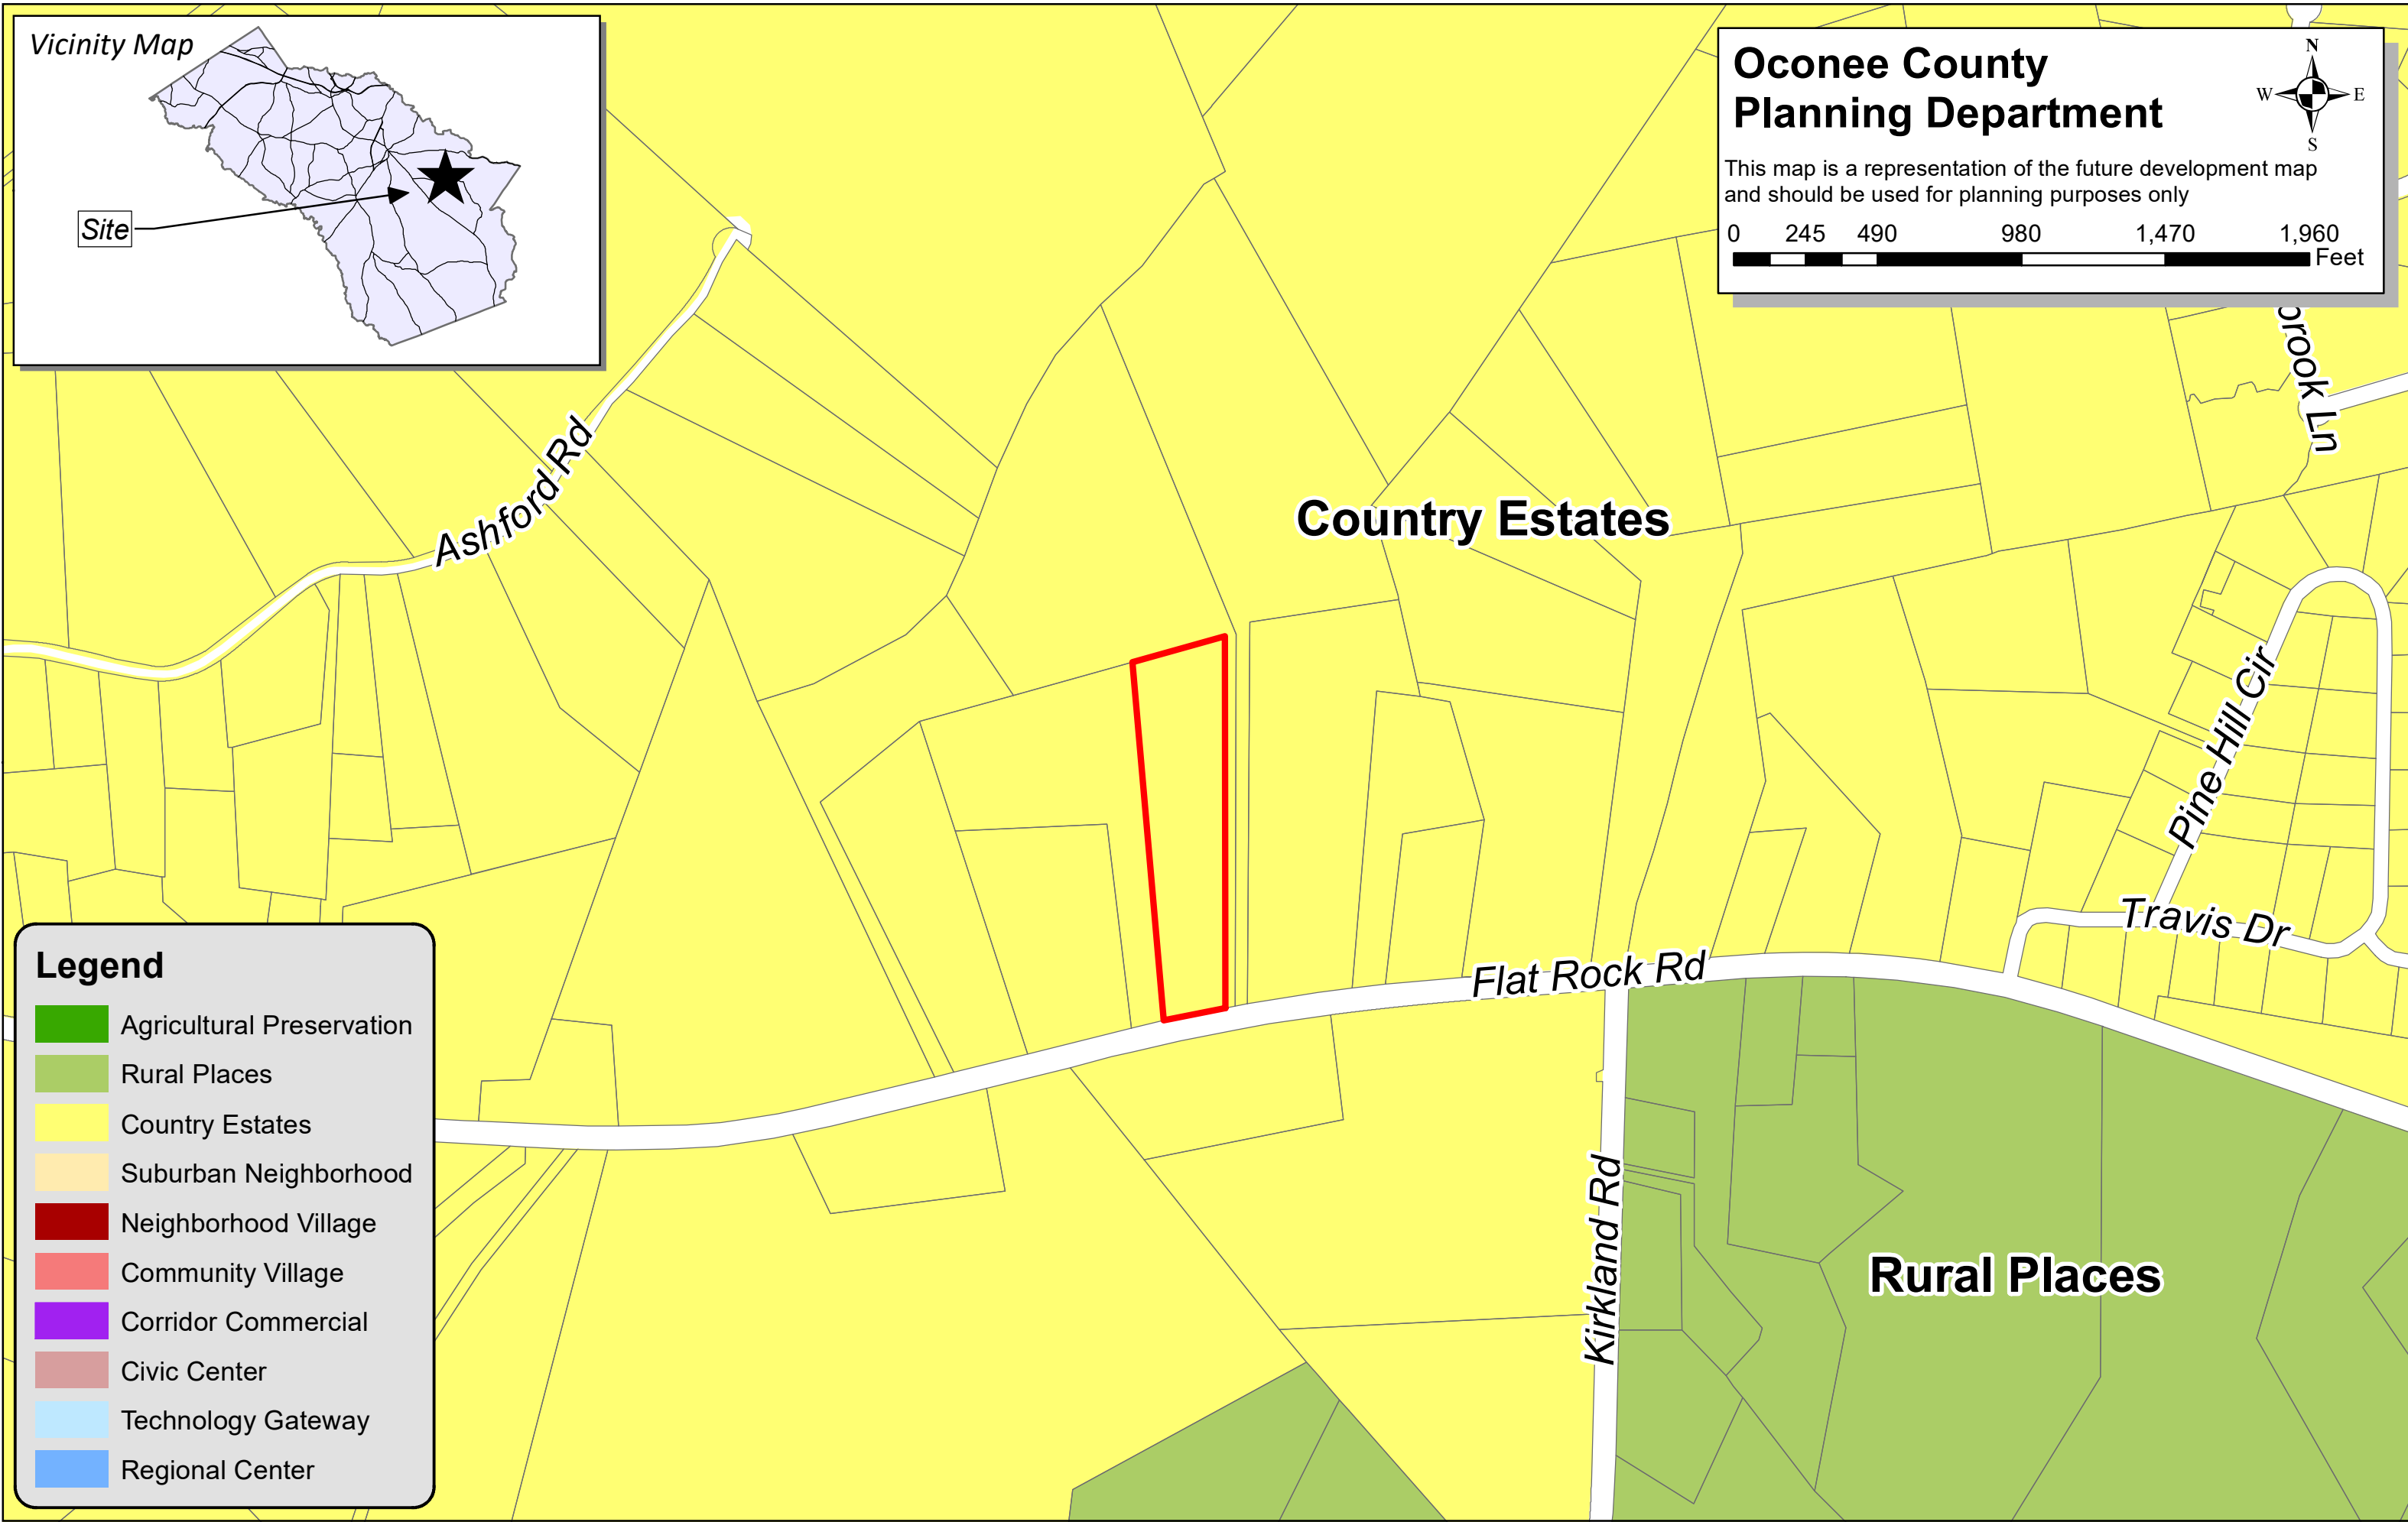 Vicinity Map
Site
Oconee County
Planning Department
N
W E
S
This map is a representation of the future development map
and should be used for planning purposes only
0 245 490 980 1,470 1,960
Feet
Ashford Rd
Country Estates
brook Ln
Pine Hill Cir
Travis Dr
Flat Rock Rd
Kirkland Rd
Rural Places
Legend
Agricultural Preservation
Rural Places
Country Estates
Suburban Neighborhood
Neighborhood Village
Community Village
Corridor Commercial
Civic Center
Technology Gateway
Regional Center